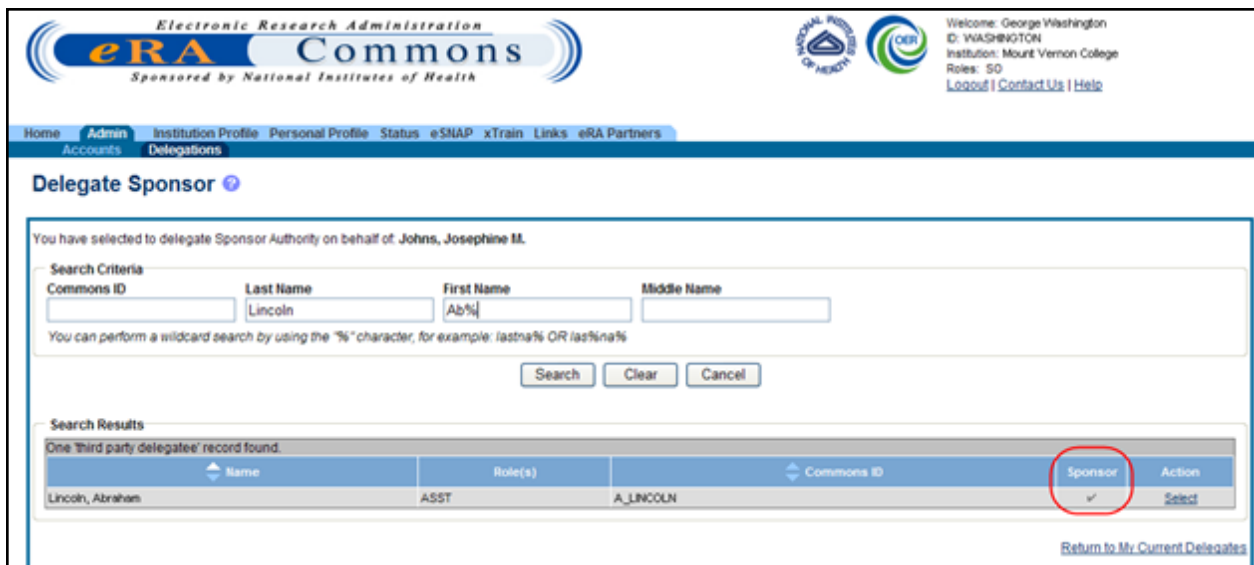 Electronic Research Administration
eRA Commons
Sponsored by National Institutes of Health
NATIONAL INSTITUTES OF HEALTH
OER
Welcome: George Washington
ID: WASHINGTON
Institution: Mount Vernon College
Roles: SO
Logout | Contact Us | Help
Home Admin Institution Profile Personal Profile Status eSNAP xTrain Links eRA Partners
Accounts Delegations
Delegate Sponsor ?
You have selected to delegate Sponsor Authority on behalf of: Johns, Josephine M.
Search Criteria
Commons ID Last Name First Name Middle Name
Lincoln Ab%
You can perform a wildcard search by using the "%" character, for example: lastna% OR las%na%
Search Clear Cancel
Search Results
One 'third party delegatee' record found.
Name Role(s) Commons ID Sponsor Action
Lincoln, Abraham ASST A_LINCOLN ✓ Select
Return to My Current Delegates